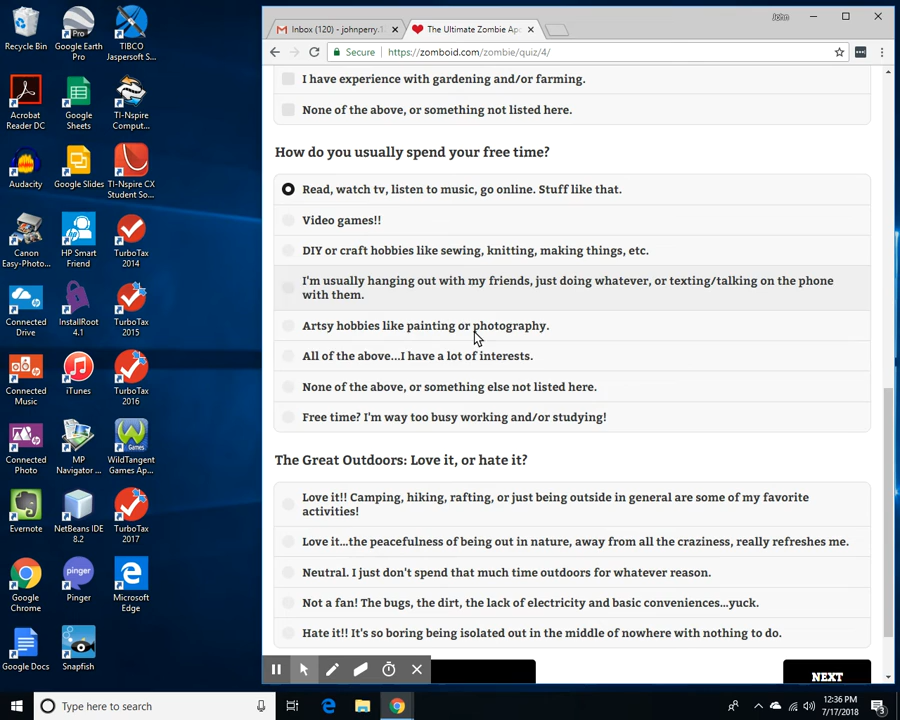 Recycle Bin
Google Earth Pro
TIBCO Jaspersoft S...
Acrobat Reader DC
Google Sheets
TI-Nspire Comput...
Audacity
Google Slides
TI-Nspire CX Student So...
Canon Easy-Photo...
HP Smart Friend
TurboTax 2014
Connected Drive
InstallRoot 4.1
TurboTax 2015
Connected Music
iTunes
TurboTax 2016
Connected Photo
MP Navigator ...
WildTangent Games Ap...
Evernote
NetBeans IDE 8.2
TurboTax 2017
Google Chrome
Pinger
Microsoft Edge
Google Docs
Snapfish
John
Inbox (120) - johnperry.1
The Ultimate Zombie Ap
Secure
https://zomboid.com/zombie/quiz/4/
I have experience with gardening and/or farming.
None of the above, or something not listed here.
How do you usually spend your free time?
Read, watch tv, listen to music, go online. Stuff like that.
Video games!!
DIY or craft hobbies like sewing, knitting, making things, etc.
I'm usually hanging out with my friends, just doing whatever, or texting/talking on the phone
with them.
Artsy hobbies like painting or photography.
All of the above...I have a lot of interests.
None of the above, or something else not listed here.
Free time? I'm way too busy working and/or studying!
The Great Outdoors: Love it, or hate it?
Love it!! Camping, hiking, rafting, or just being outside in general are some of my favorite
activities!
Love it...the peacefulness of being out in nature, away from all the craziness, really refreshes me.
Neutral. I just don't spend that much time outdoors for whatever reason.
Not a fan! The bugs, the dirt, the lack of electricity and basic conveniences...yuck.
Hate it!! It's so boring being isolated out in the middle of nowhere with nothing to do.
NEXT
Type here to search
12:36 PM
7/17/2018
3